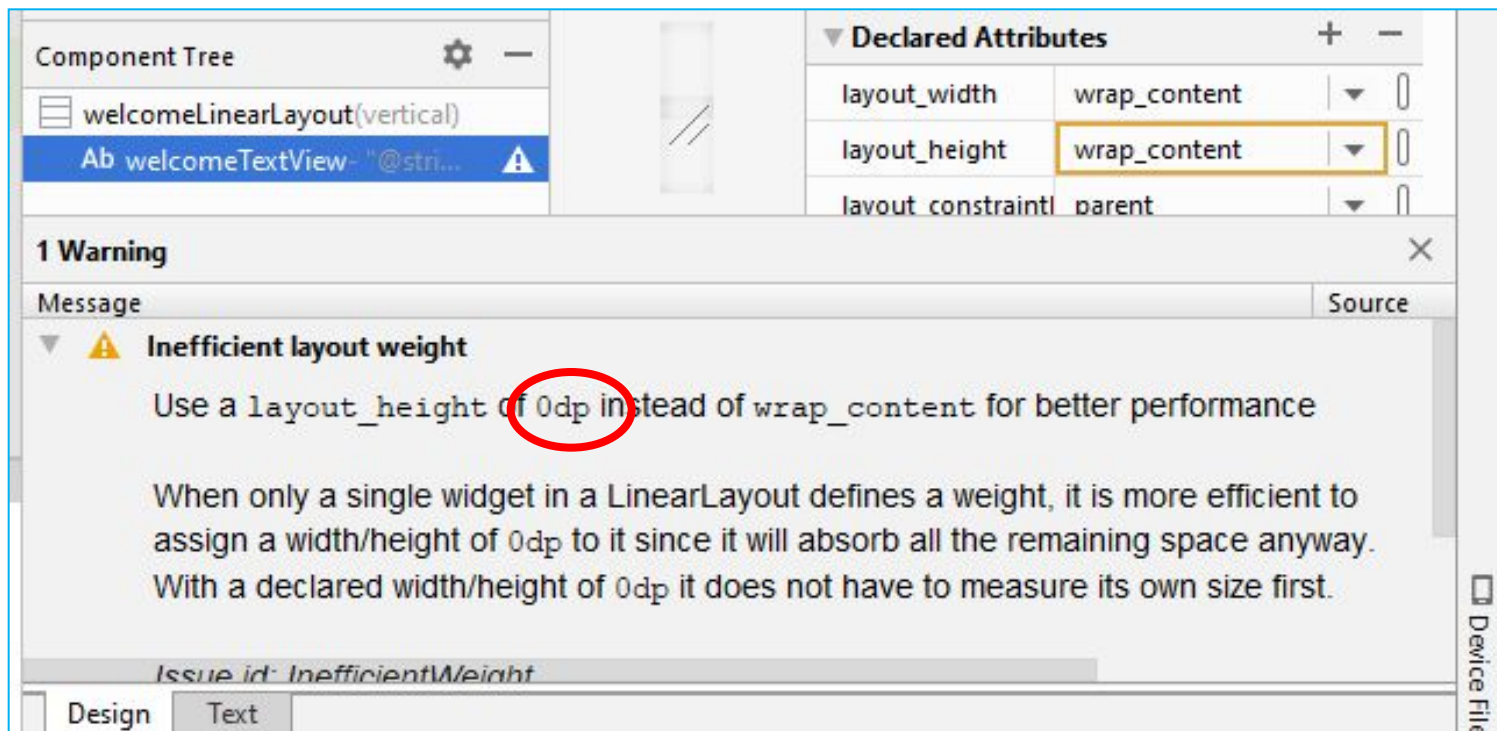 Component Tree
welcomeLinearLayout(vertical)
Ab welcomeTextView- "@stri...
Declared Attributes
layout_width wrap_content
layout_height wrap_content
layout_constraintl parent
1 Warning
Message Source
Inefficient layout weight
Use a layout_height of 0dp instead of wrap_content for better performance
When only a single widget in a LinearLayout defines a weight, it is more efficient to
assign a width/height of 0dp to it since it will absorb all the remaining space anyway.
With a declared width/height of 0dp it does not have to measure its own size first.
Issue id: InefficientWeight
Design Text
Device File